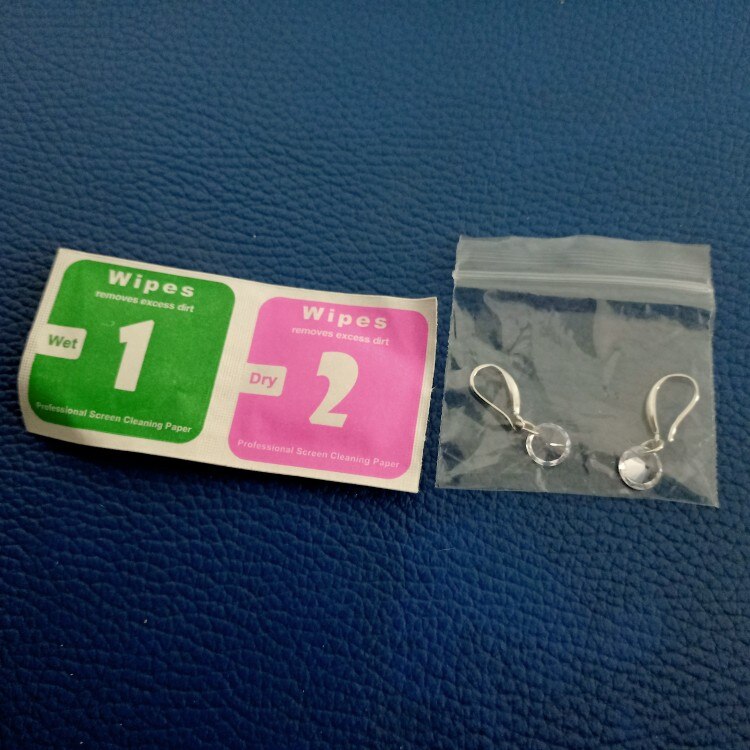 Wipes
removes excess dirt
Wet
1
Professional Screen Cleaning Paper
Wipes
removes excess dirt
Dry
2
Professional Screen Cleaning Paper